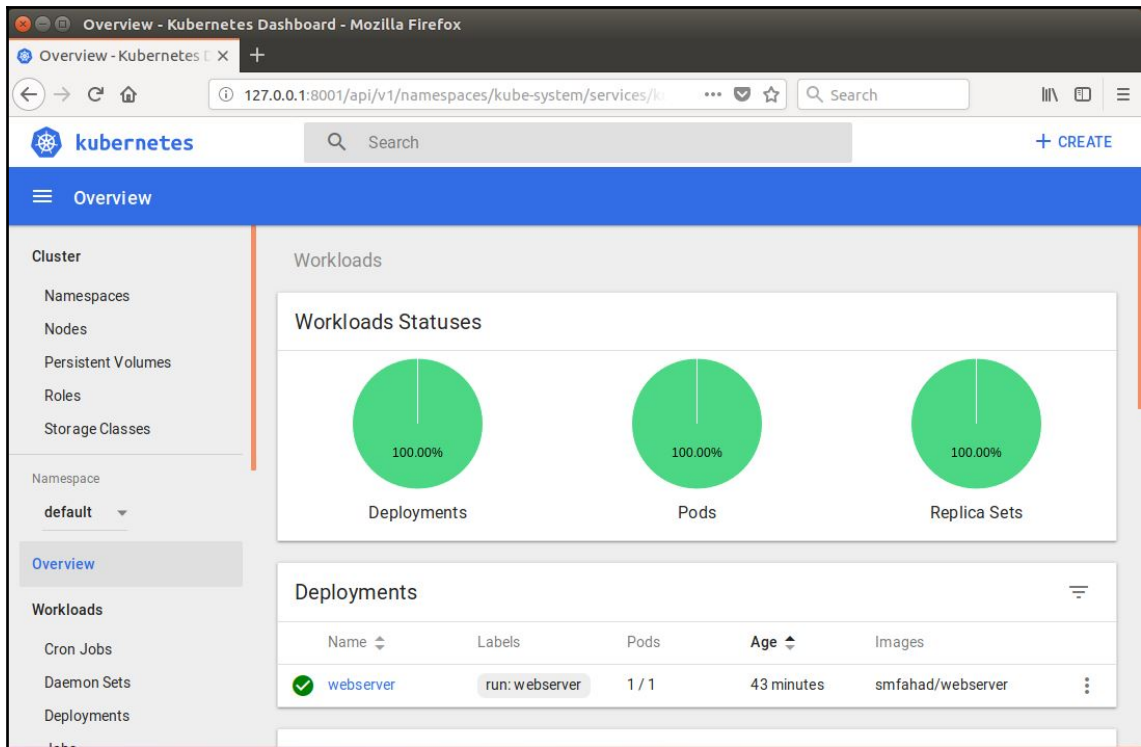 Overview - Kubernetes Dashboard - Mozilla Firefox
Overview - Kubernetes
127.0.0.1:8001/api/v1/namespaces/kube-system/services/
Search
kubernetes
Search
+ CREATE
Overview
Cluster
Namespaces
Nodes
Persistent Volumes
Roles
Storage Classes
Namespace
default
Overview
Workloads
Cron Jobs
Daemon Sets
Deployments
Jobs
Workloads
Workloads Statuses
100.00%
100.00%
100.00%
Deployments
Pods
Replica Sets
Deployments
Name Labels Pods Age Images
webserver run: webserver 1 / 1 43 minutes smfahad/webserver